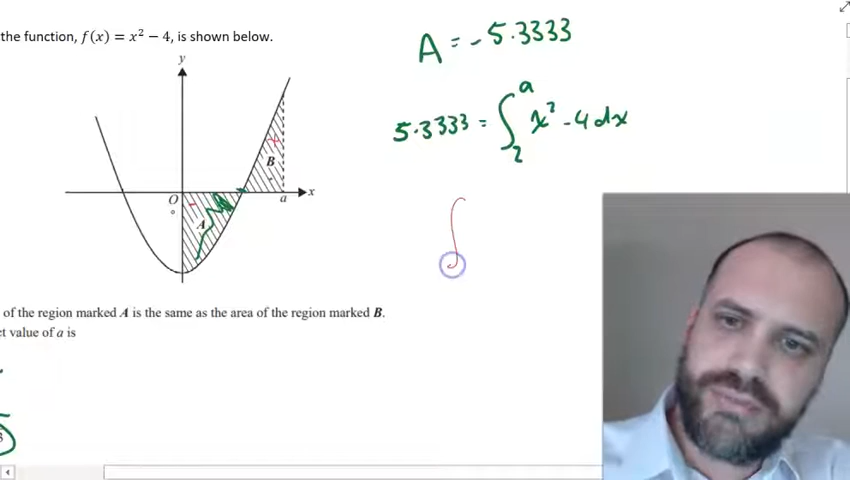 the function, f(x) = x² − 4, is shown below.
A = -5.3333
5.3333 = ∫₂ᵃ x² - 4 dx
y
B
O
a
x
A
of the region marked A is the same as the area of the region marked B.
ct value of a is